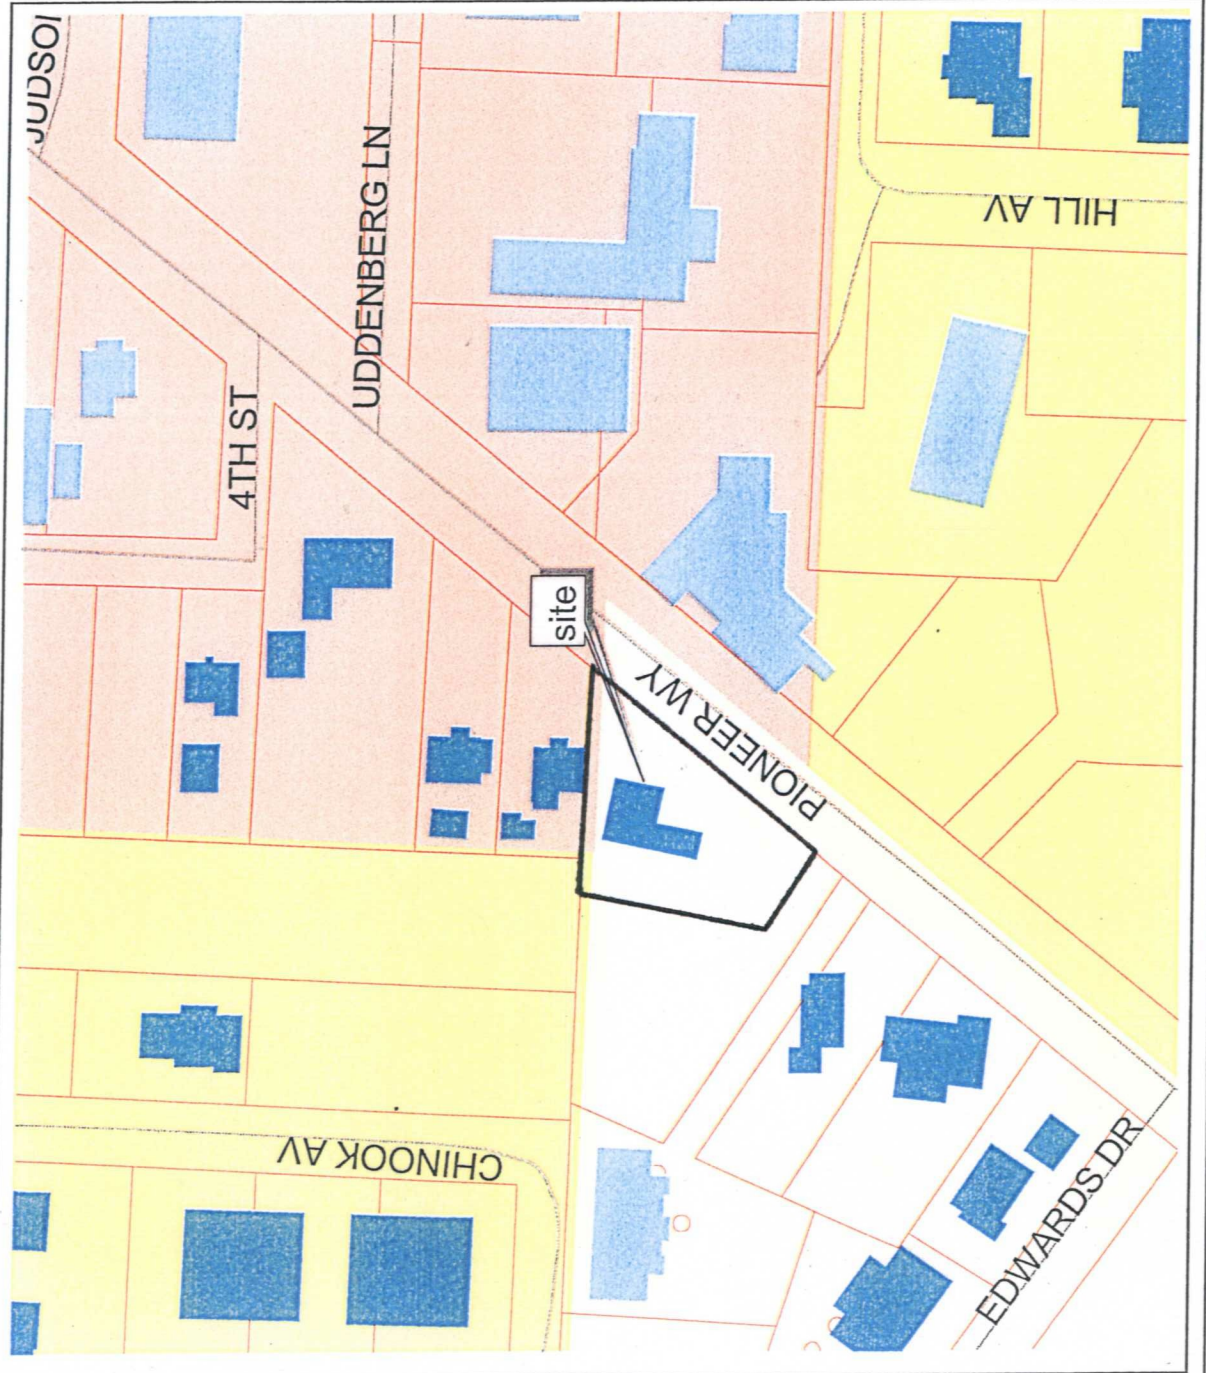 JUDSO
UDDENBERG LN
HILL AV
4TH ST
site
PIONEER WY
CHINOOK AV
EDWARDS DR